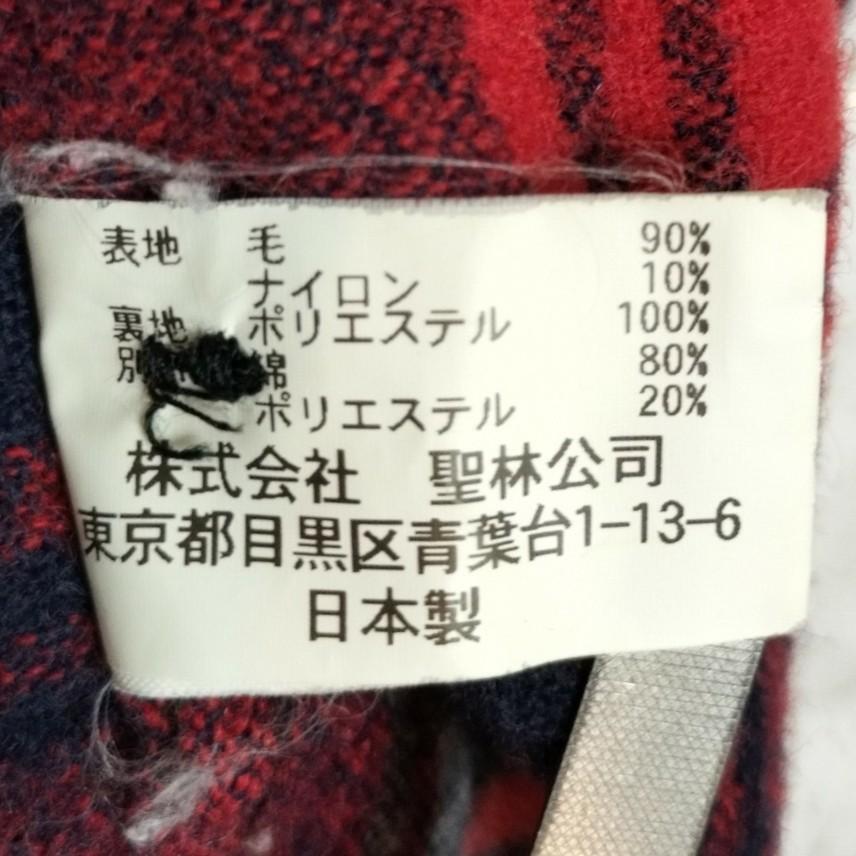 表地 毛 90%
ナイロン 10%
裏地 ポリエステル 100%
綿 80%
ポリエステル 20%
株式会社 聖林公司
東京都目黒区青葉台1-13-6
日本製